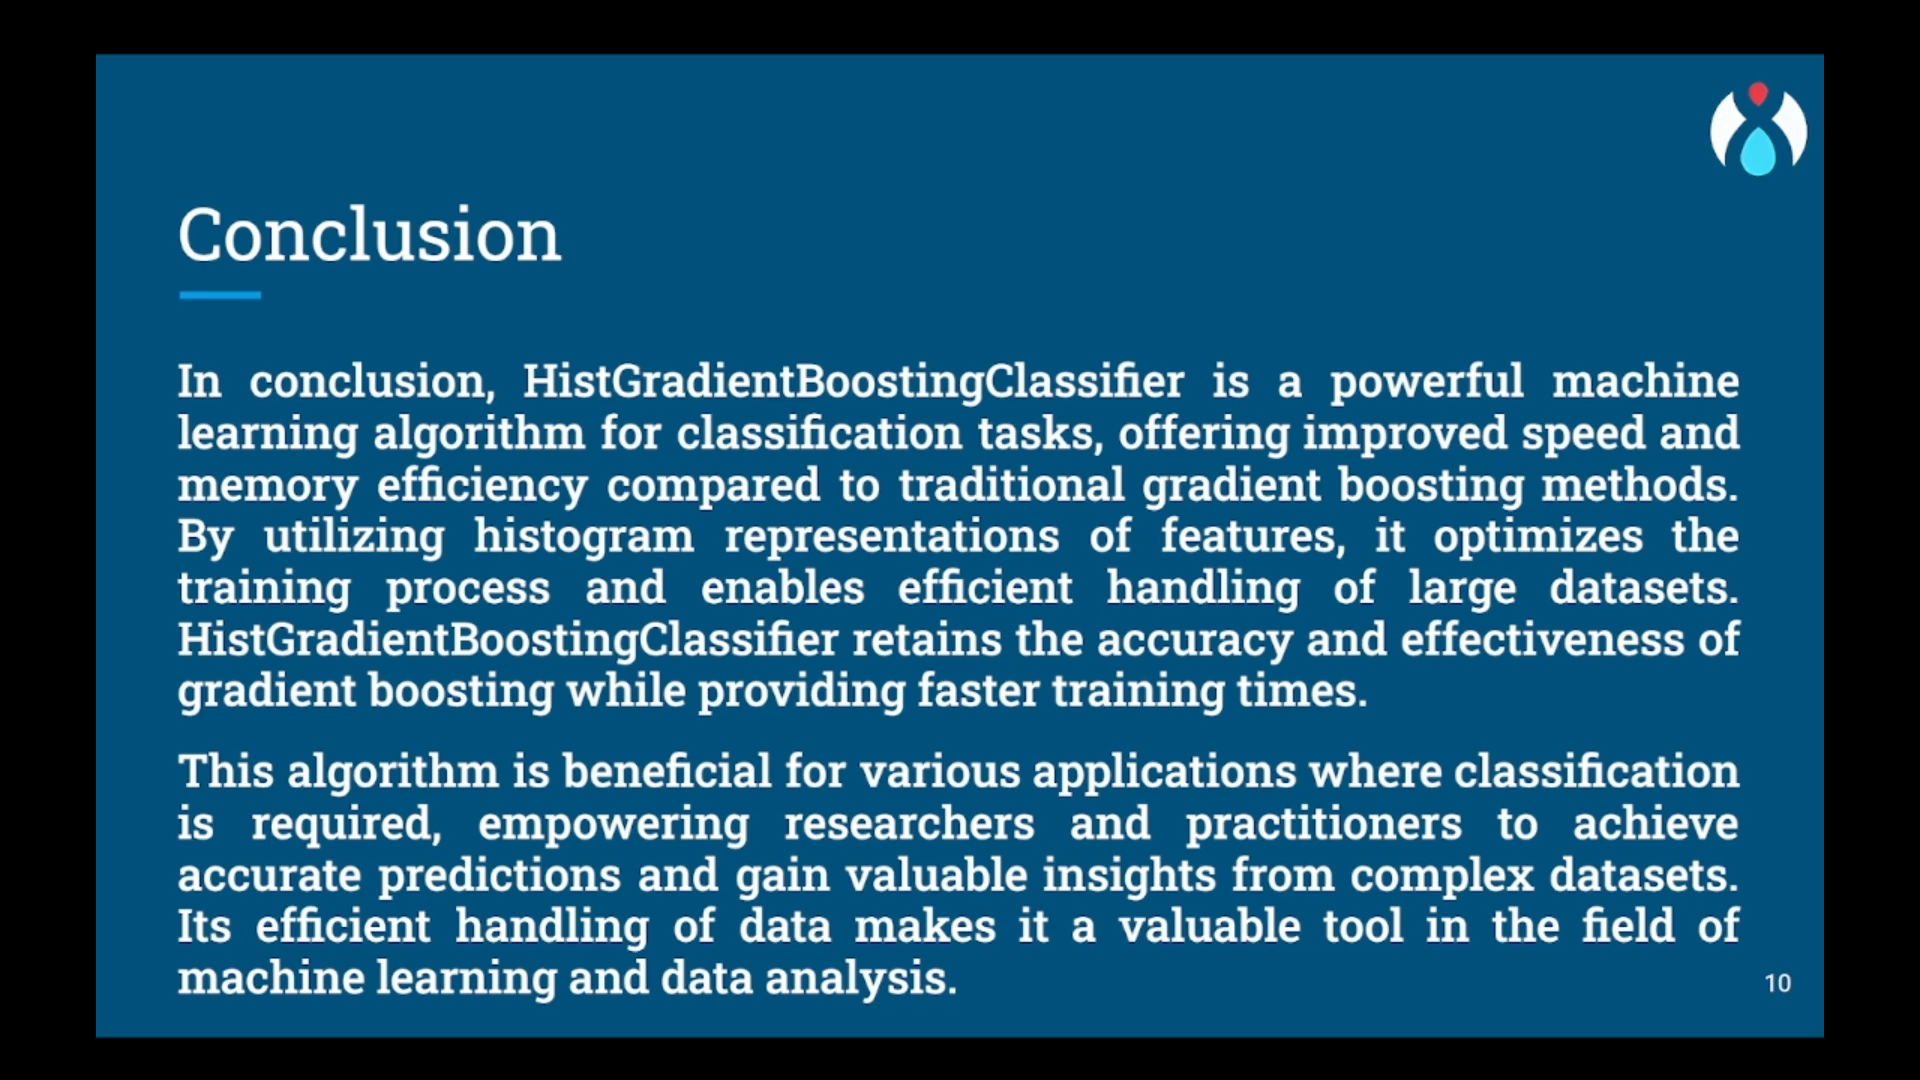 Conclusion
In conclusion, HistGradientBoostingClassifier is a powerful machine
learning algorithm for classification tasks, offering improved speed and
memory efficiency compared to traditional gradient boosting methods.
By utilizing histogram representations of features, it optimizes the
training process and enables efficient handling of large datasets.
HistGradientBoostingClassifier retains the accuracy and effectiveness of
gradient boosting while providing faster training times.
This algorithm is beneficial for various applications where classification
is required, empowering researchers and practitioners to achieve
accurate predictions and gain valuable insights from complex datasets.
Its efficient handling of data makes it a valuable tool in the field of
machine learning and data analysis.
10